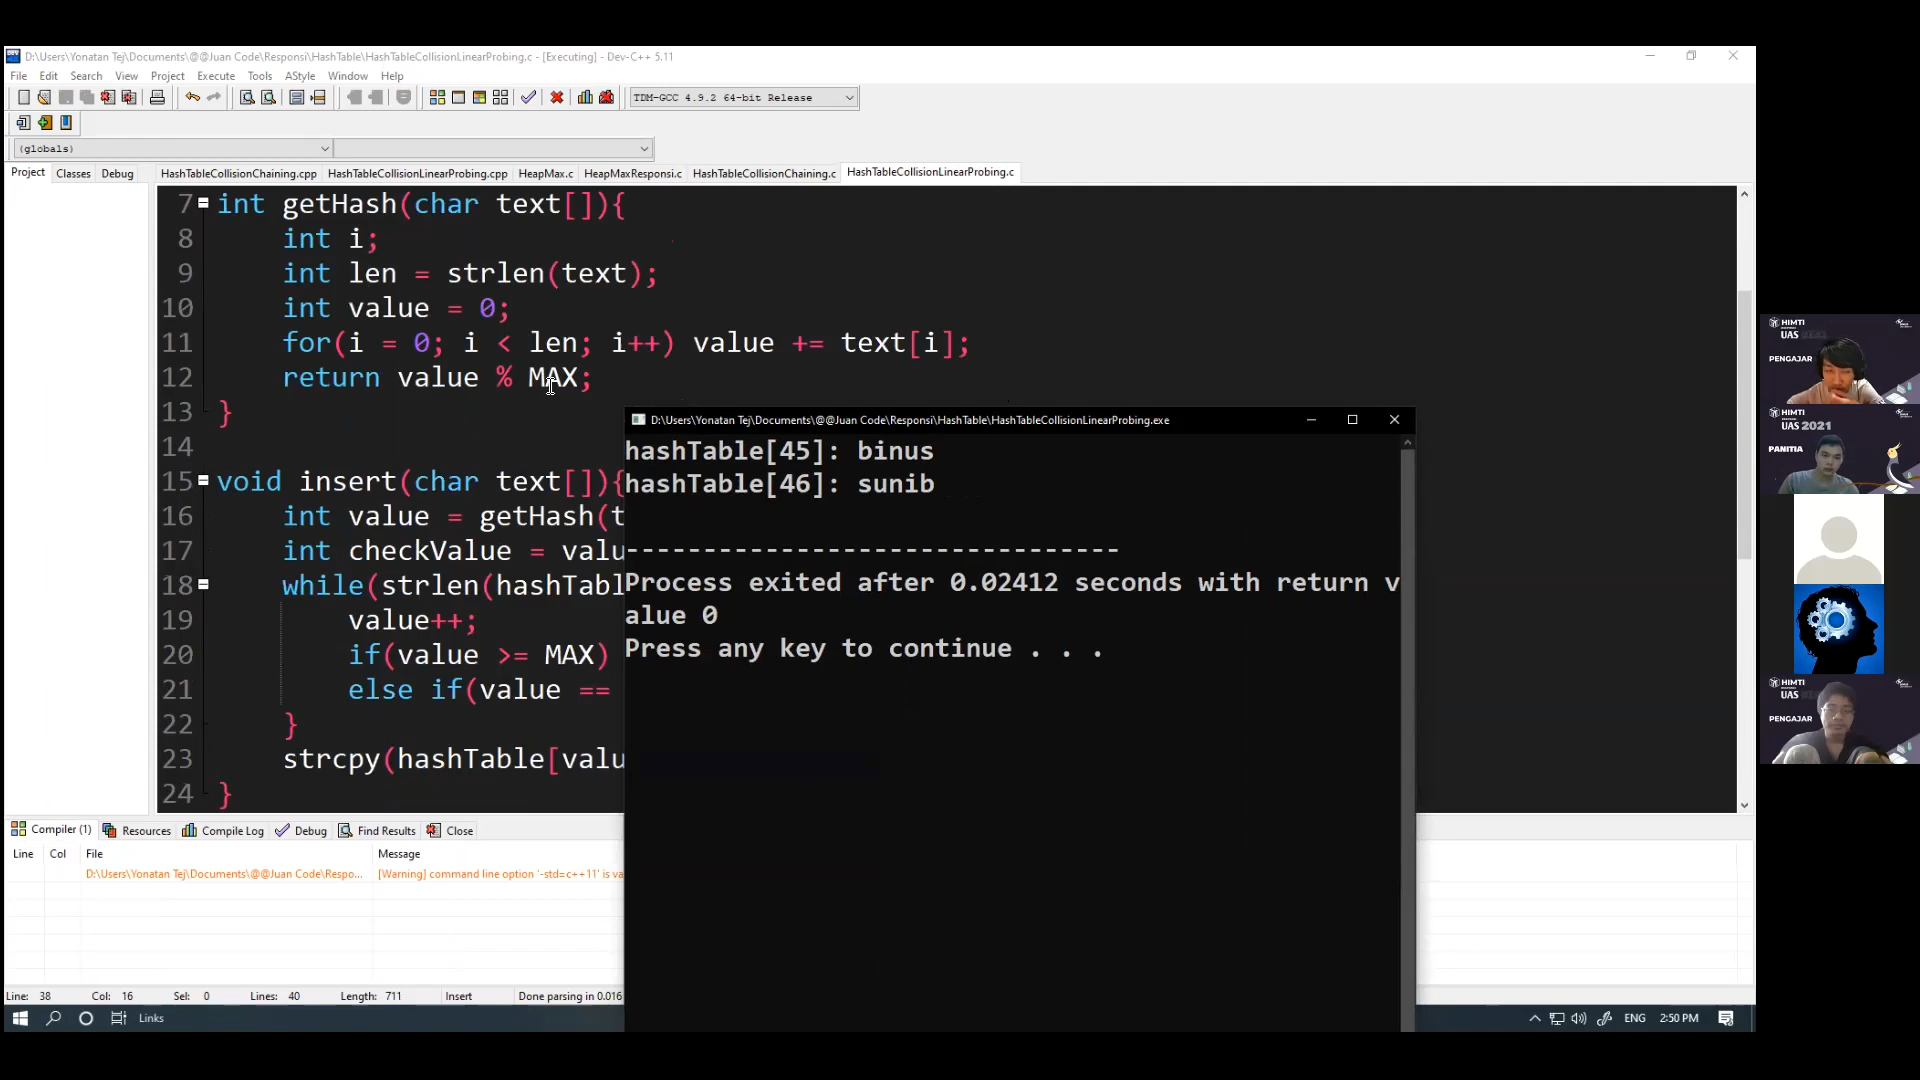 D:\Users\Yonatan Tej\Documents\@@Juan Code\Responsi\HashTable\HashTableCollisionLinearProbing.c - [Executing] - Dev-C++ 5.11
File Edit Search View Project Execute Tools AStyle Window Help
TDM-GCC 4.9.2 64-bit Release
(globals)
Project Classes Debug
HashTableCollisionChaining.cpp HashTableCollisionLinearProbing.cpp HeapMax.c HeapMaxResponsi.c HashTableCollisionChaining.c HashTableCollisionLinearProbing.c
7 int getHash(char text[]){
8 int i;
9 int len = strlen(text);
10 int value = 0;
11 for(i = 0; i < len; i++) value += text[i];
12 return value % MAX;
13 }
14
15 void insert(char text[]){
16 int value = getHash(t
17 int checkValue = valu
18 while(strlen(hashTabl
19 value++;
20 if(value >= MAX)
21 else if(value ==
22 }
23 strcpy(hashTable[valu
24 }
D:\Users\Yonatan Tej\Documents\@@Juan Code\Responsi\HashTable\HashTableCollisionLinearProbing.exe
hashTable[45]: binus
hashTable[46]: sunib
--------------------------------
Process exited after 0.02412 seconds with return v
alue 0
Press any key to continue . . .
Compiler (1) Resources Compile Log Debug Find Results Close
Line Col File Message
D:\Users\Yonatan Tej\Documents\@@Juan Code\Respo... [Warning] command line option '-std=c++11' is va
Line: 38 Col: 16 Sel: 0 Lines: 40 Length: 711 Insert Done parsing in 0.016
Links
ENG 2:50 PM
HIMTI
UAS
PENGAJAR
HIMTI
UAS 2021
PANITIA
HIMTI
UAS
PENGAJAR